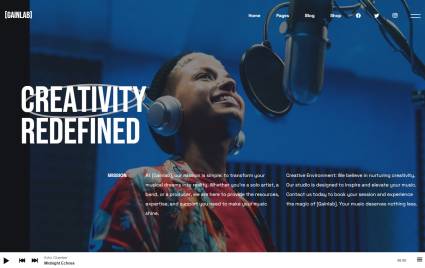 [GAINLAB]
Home Pages Blog Shop
CREATIVITY
REDEFINED
MISSION
At [Gainlab], our mission is simple: to transform your
musical dreams into reality. Whether you're a solo artist, a
band, or a producer, we are here to provide the resources,
expertise, and support you need to make your music
shine.
Creative Environment: We believe in nurturing creativity.
Our studio is designed to inspire and elevate your music.
Contact us today to book your session and experience
the magic of [Gainlab]. Your music deserves nothing less.
Echo Chamber
Midnight Echoes
00:00